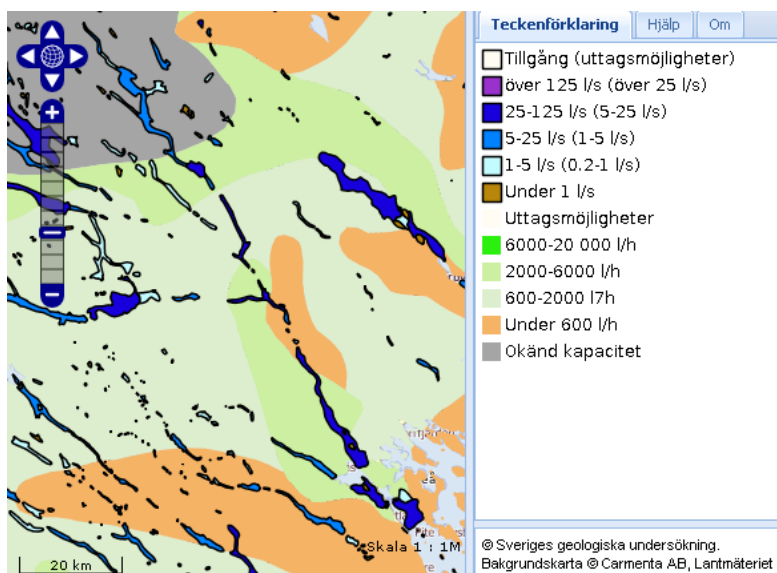 Teckenförklaring
Hjälp
Om
Tillgång (uttagsmöjligheter)
över 125 l/s (över 25 l/s)
25-125 l/s (5-25 l/s)
5-25 l/s (1-5 l/s)
1-5 l/s (0.2-1 l/s)
Under 1 l/s
Uttagsmöjligheter
6000-20 000 l/h
2000-6000 l/h
600-2000 l7h
Under 600 l/h
Okänd kapacitet
Skala 1 : 1M
20 km
© Sveriges geologiska undersökning.
Bakgrundskarta © Carmenta AB, Lantmäteriet